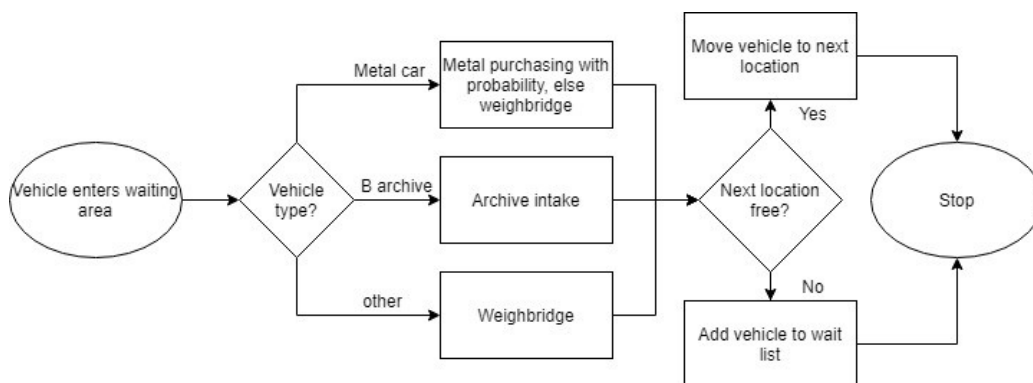 Vehicle enters waiting
area
Vehicle
type?
Metal car
B archive
other
Metal purchasing with
probability, else
weighbridge
Archive intake
Weighbridge
Next location
free?
Yes
No
Move vehicle to next
location
Add vehicle to wait
list
Stop